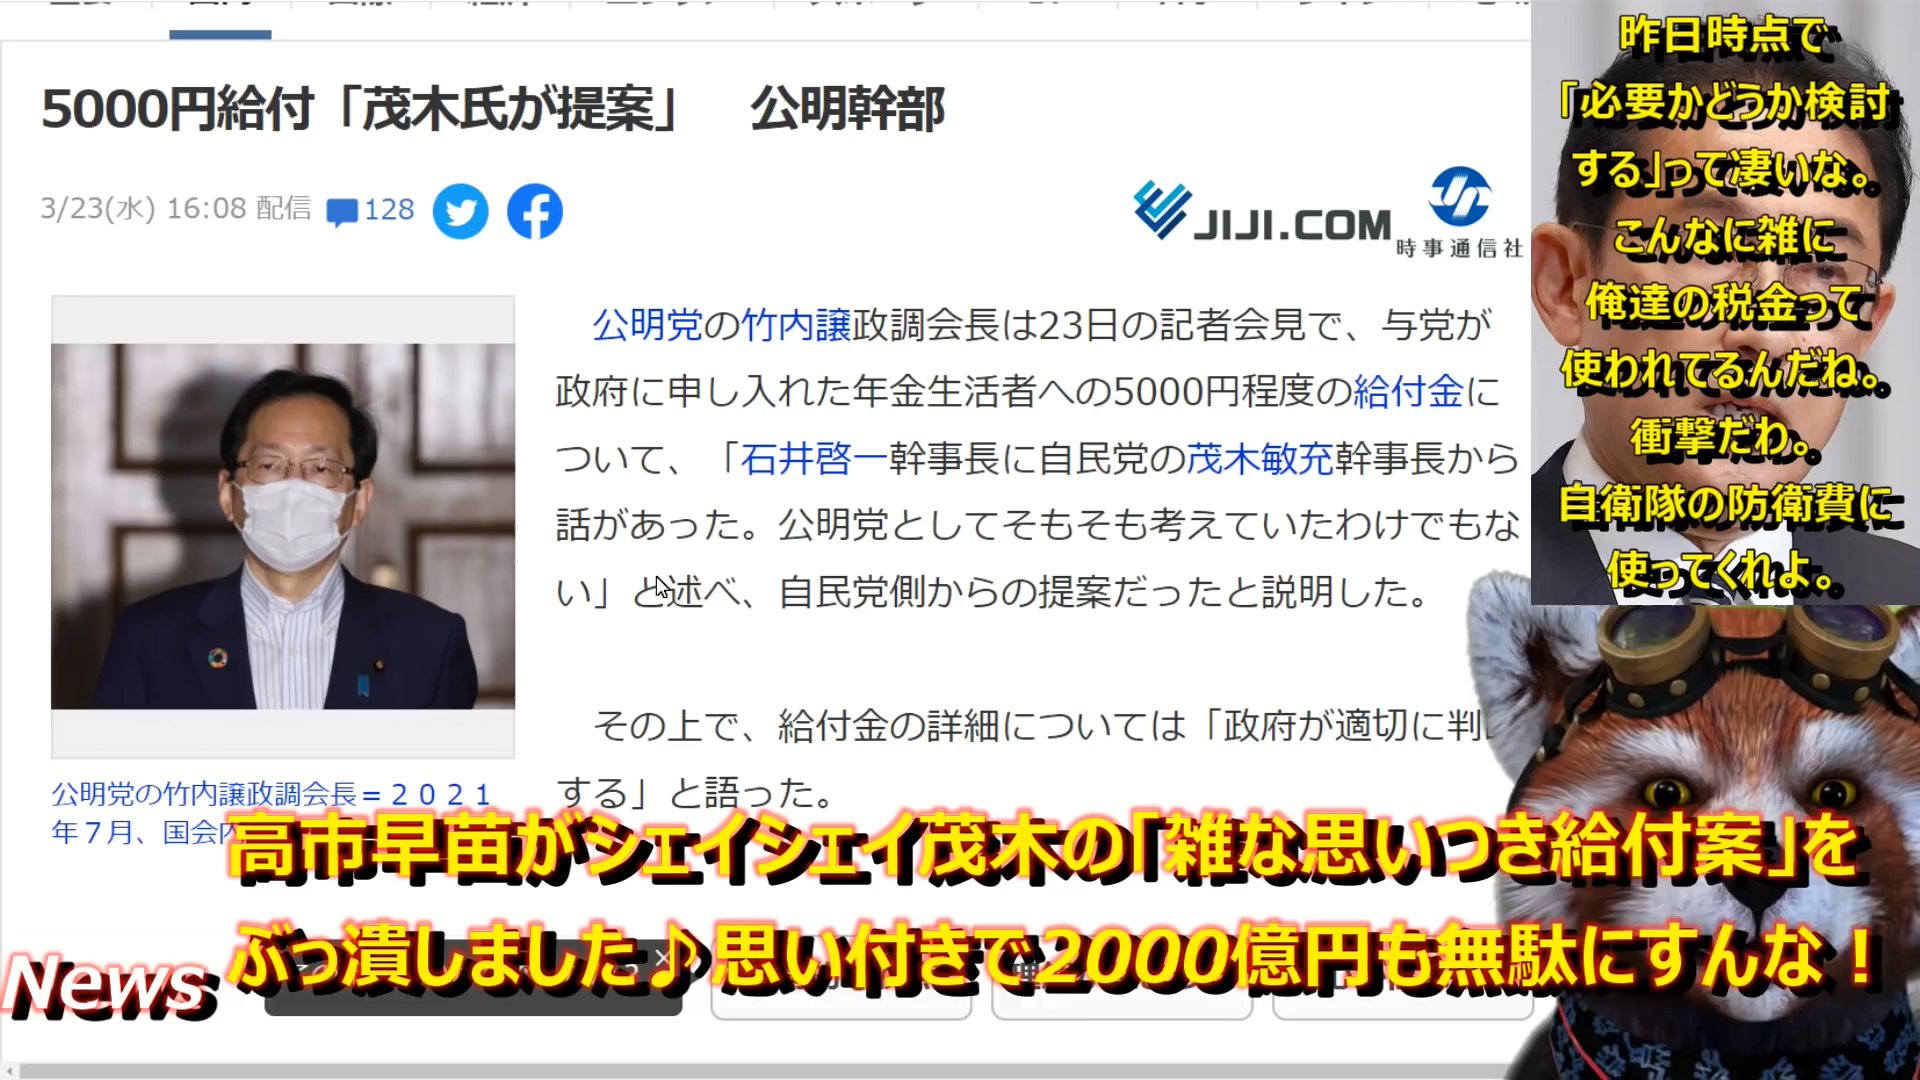 5000円給付「茂木氏が提案」　公明幹部
3/23(水) 16:08 配信 128
JIJI.COM
時事通信社
公明党の竹内譲政調会長は23日の記者会見で、与党が
政府に申し入れた年金生活者への5000円程度の給付金に
ついて、「石井啓一幹事長に自民党の茂木敏充幹事長から
話があった。公明党としてそもそも考えていたわけでもな
い」と述べ、自民党側からの提案だったと説明した。
その上で、給付金の詳細については「政府が適切に判
する」と語った。
公明党の竹内譲政調会長＝２０２１
年７月、国会内
昨日時点で
「必要かどうか検討
する」って凄いな。
こんなに雑に
俺達の税金って
使われてるんだね。
衝撃だわ。
自衛隊の防衛費に
使ってくれよ。
高市早苗がシェイシェイ茂木の「雑な思いつき給付案」を
ぶっ潰しました♪思い付きで2000億円も無駄にすんな！
News